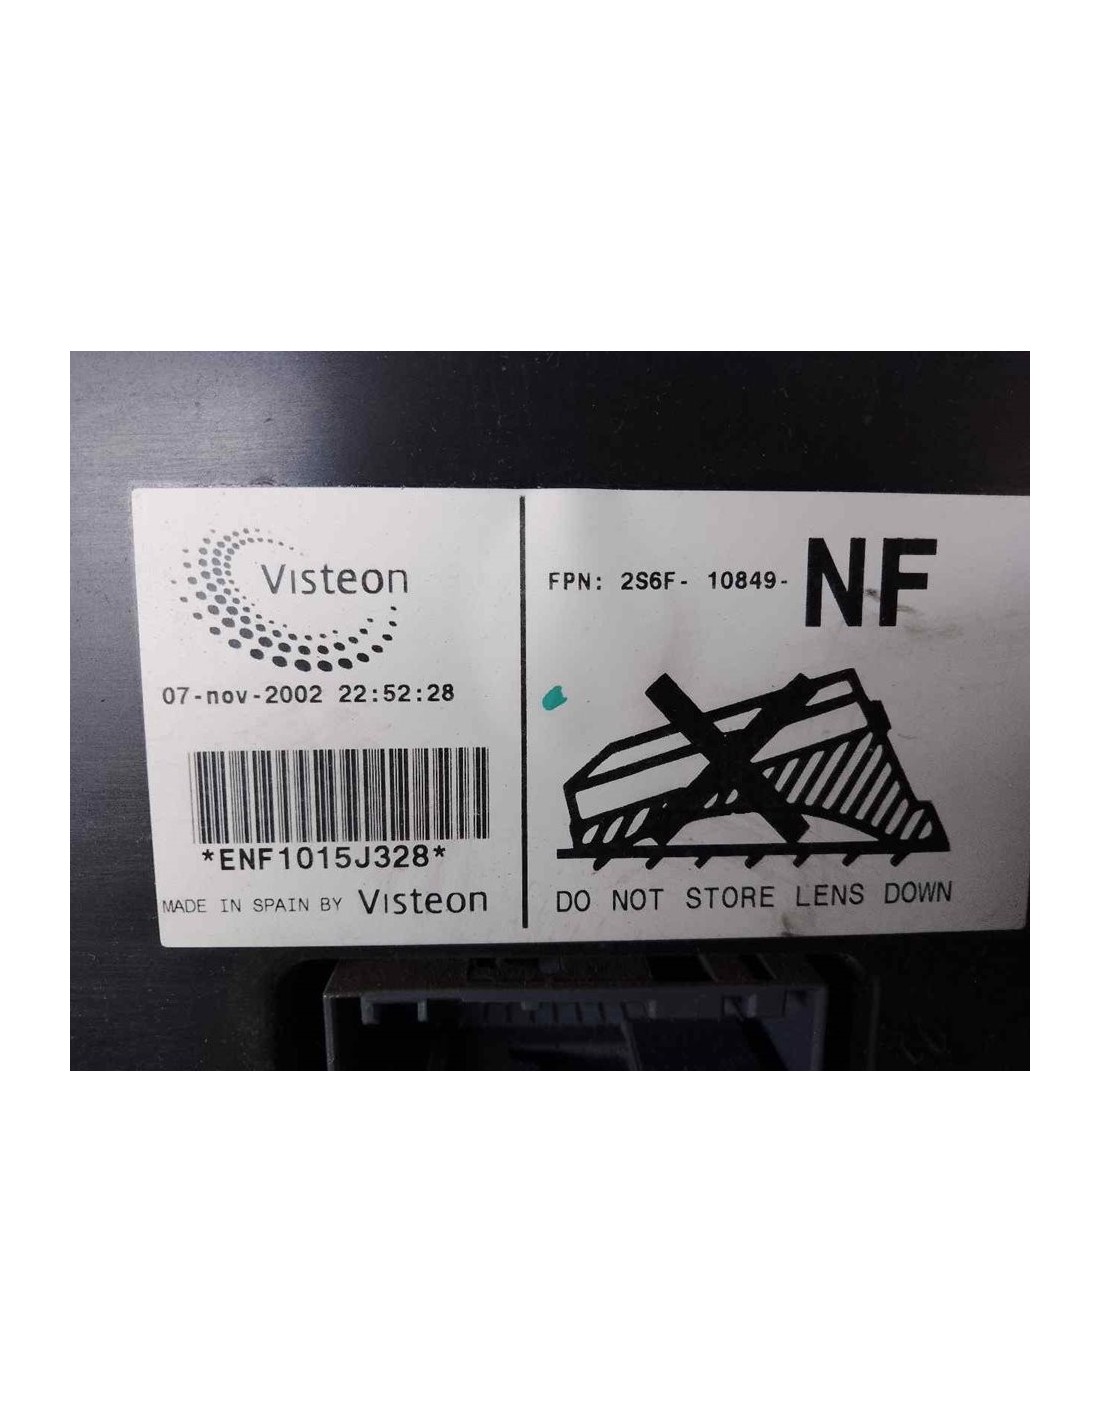 Visteon
07-nov-2002 22:52:28
*ENF1015J328*
MADE IN SPAIN BY Visteon
FPN: 2S6F- 10849- NF
DO NOT STORE LENS DOWN